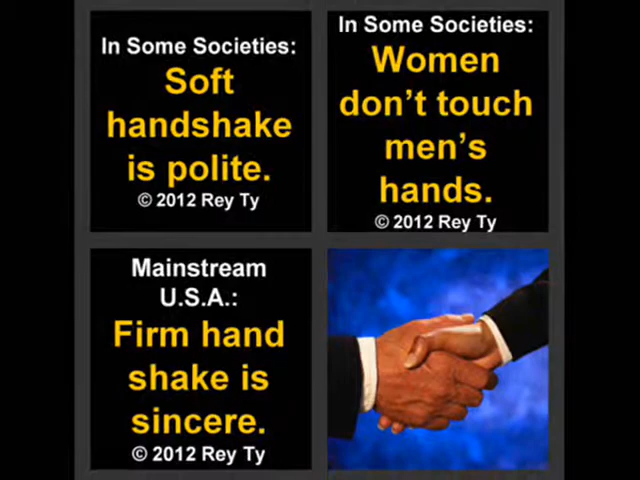 In Some Societies:
Soft
handshake
is polite.
© 2012 Rey Ty
In Some Societies:
Women
don’t touch
men’s
hands.
© 2012 Rey Ty
Mainstream
U.S.A.:
Firm hand
shake is
sincere.
© 2012 Rey Ty